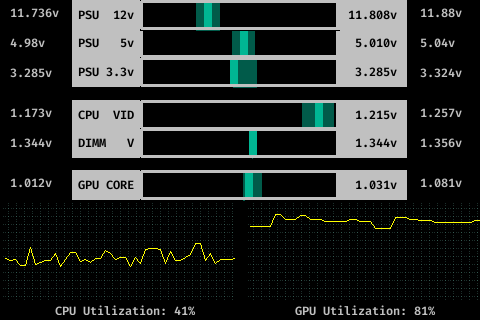 11.736v PSU 12v 11.808v 11.88v
4.98v PSU 5v 5.010v 5.04v
3.285v PSU 3.3v 3.285v 3.324v
1.173v CPU VID 1.215v 1.257v
1.344v DIMM V 1.344v 1.356v
1.012v GPU CORE 1.031v 1.081v
CPU Utilization: 41% GPU Utilization: 81%